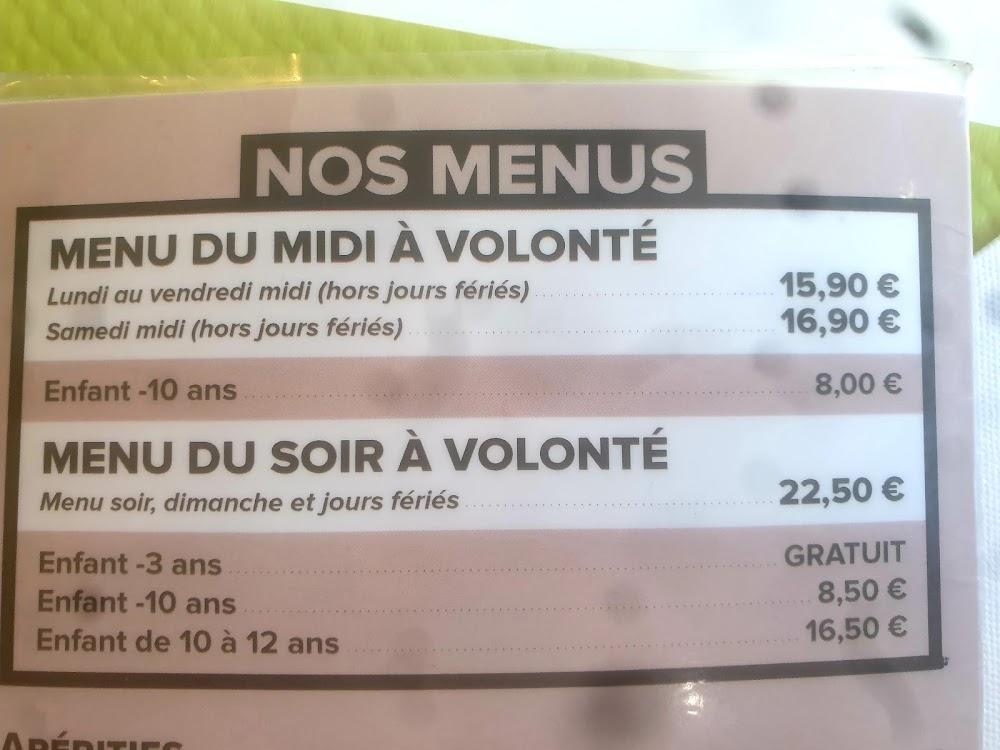 NOS MENUS
MENU DU MIDI À VOLONTÉ
Lundi au vendredi midi (hors jours fériés) 15,90 €
Samedi midi (hors jours fériés) 16,90 €
Enfant -10 ans 8,00 €
MENU DU SOIR À VOLONTÉ
Menu soir, dimanche et jours fériés 22,50 €
Enfant -3 ans GRATUIT
Enfant -10 ans 8,50 €
Enfant de 10 à 12 ans 16,50 €
APÉRITIFS